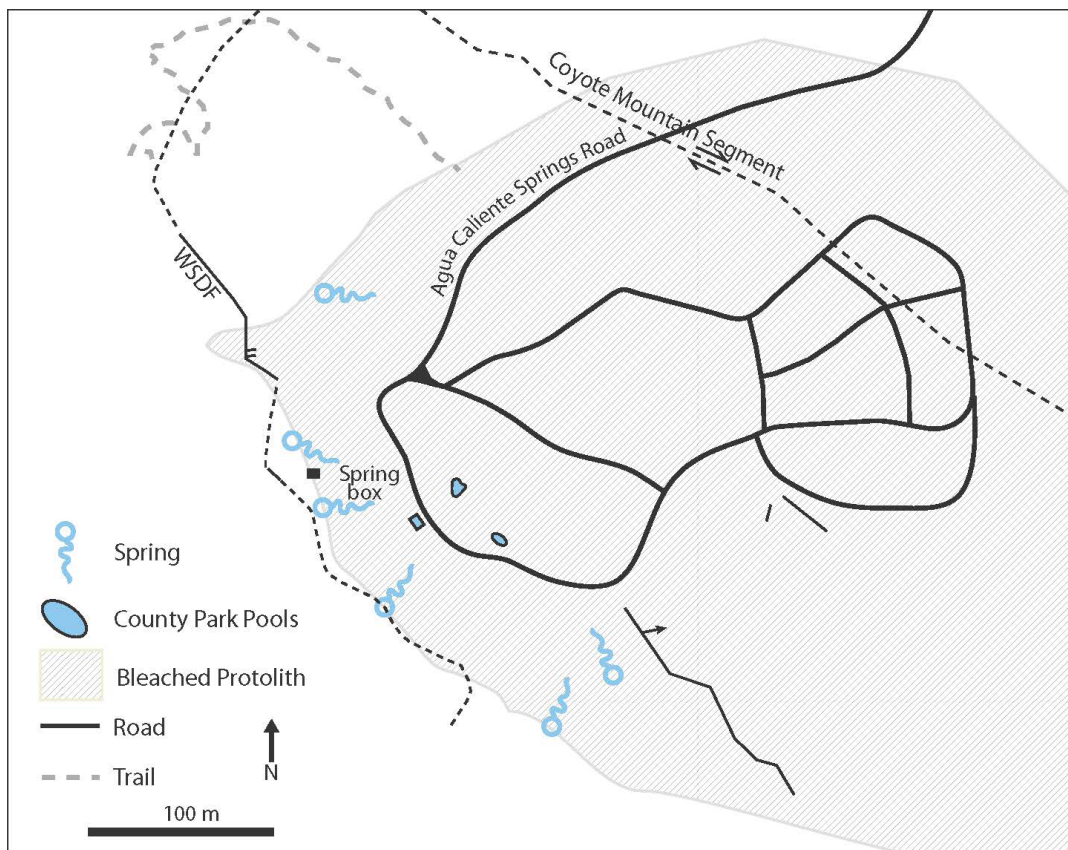 Coyote Mountain Segment
Agua Caliente Springs Road
WSDF
Spring
box
Spring
County Park Pools
Bleached Protolith
Road
Trail
N
100 m